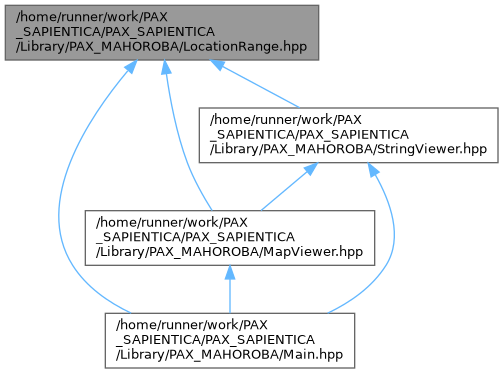 /home/runner/work/PAX
_SAPIENTICA/PAX_SAPIENTICA
/Library/PAX_MAHOROBA/LocationRange.hpp
/home/runner/work/PAX
_SAPIENTICA/PAX_SAPIENTICA
/Library/PAX_MAHOROBA/StringViewer.hpp
/home/runner/work/PAX
_SAPIENTICA/PAX_SAPIENTICA
/Library/PAX_MAHOROBA/MapViewer.hpp
/home/runner/work/PAX
_SAPIENTICA/PAX_SAPIENTICA
/Library/PAX_MAHOROBA/Main.hpp